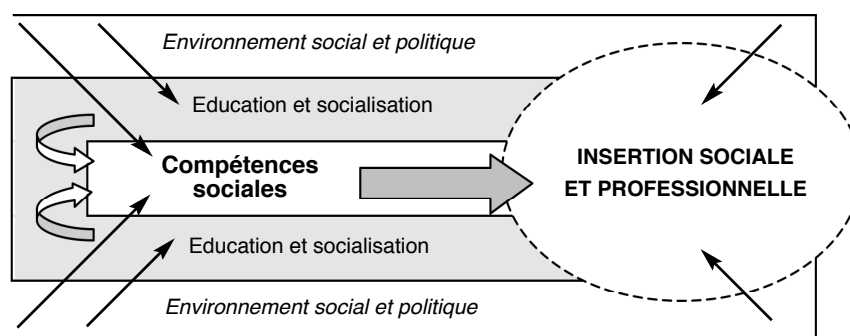 Environnement social et politique
Education et socialisation
Compétences
sociales
INSERTION SOCIALE
ET PROFESSIONNELLE
Education et socialisation
Environnement social et politique